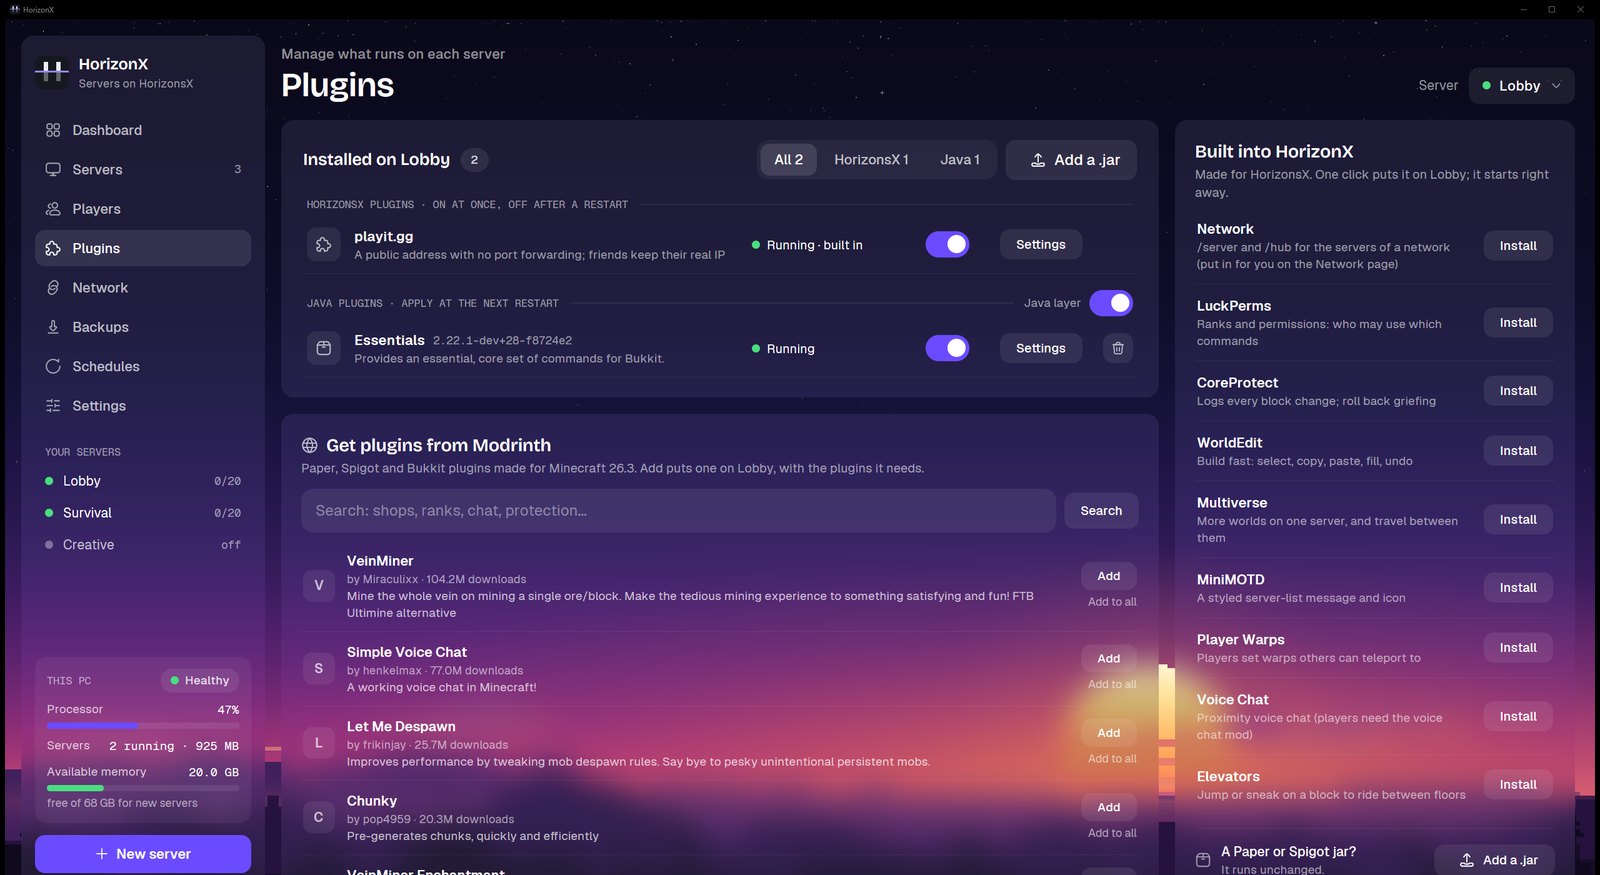 HorizonX
HorizonX
Servers on HorizonsX
Dashboard
Servers 3
Players
Plugins
Network
Backups
Schedules
Settings
YOUR SERVERS
Lobby 0/20
Survival 0/20
Creative off
THIS PC Healthy
Processor 47%
Servers 2 running · 925 MB
Available memory 20.0 GB
free of 68 GB for new servers
+ New server
Manage what runs on each server
Plugins
Server Lobby
Installed on Lobby 2
All 2 HorizonsX 1 Java 1
Add a .jar
HORIZONSX PLUGINS · ON AT ONCE, OFF AFTER A RESTART
playit.gg
A public address with no port forwarding; friends keep their real IP
Running · built in
Settings
JAVA PLUGINS · APPLY AT THE NEXT RESTART
Java layer
Essentials 2.22.1-dev+28-f8724e2
Provides an essential, core set of commands for Bukkit.
Running
Settings
Get plugins from Modrinth
Paper, Spigot and Bukkit plugins made for Minecraft 26.3. Add puts one on Lobby, with the plugins it needs.
Search: shops, ranks, chat, protection...
Search
V
VeinMiner
by Miraculixx · 104.2M downloads
Mine the whole vein on mining a single ore/block. Make the tedious mining experience to something satisfying and fun! FTB
Ultimine alternative
Add
Add to all
S
Simple Voice Chat
by henkelmax · 77.0M downloads
A working voice chat in Minecraft!
Add
Add to all
L
Let Me Despawn
by frikinjay · 25.7M downloads
Improves performance by tweaking mob despawn rules. Say bye to pesky unintentional persistent mobs.
Add
Add to all
C
Chunky
by pop4959 · 20.3M downloads
Pre-generates chunks, quickly and efficiently
Add
Add to all
VeinMiner Enchantment
Built into HorizonX
Made for HorizonsX. One click puts it on Lobby; it starts right
away.
Network
/server and /hub for the servers of a network
(put in for you on the Network page)
Install
LuckPerms
Ranks and permissions: who may use which
commands
Install
CoreProtect
Logs every block change; roll back griefing
Install
WorldEdit
Build fast: select, copy, paste, fill, undo
Install
Multiverse
More worlds on one server, and travel between
them
Install
MiniMOTD
A styled server-list message and icon
Install
Player Warps
Players set warps others can teleport to
Install
Voice Chat
Proximity voice chat (players need the voice
chat mod)
Install
Elevators
Jump or sneak on a block to ride between floors
Install
A Paper or Spigot jar?
It runs unchanged.
Add a .jar